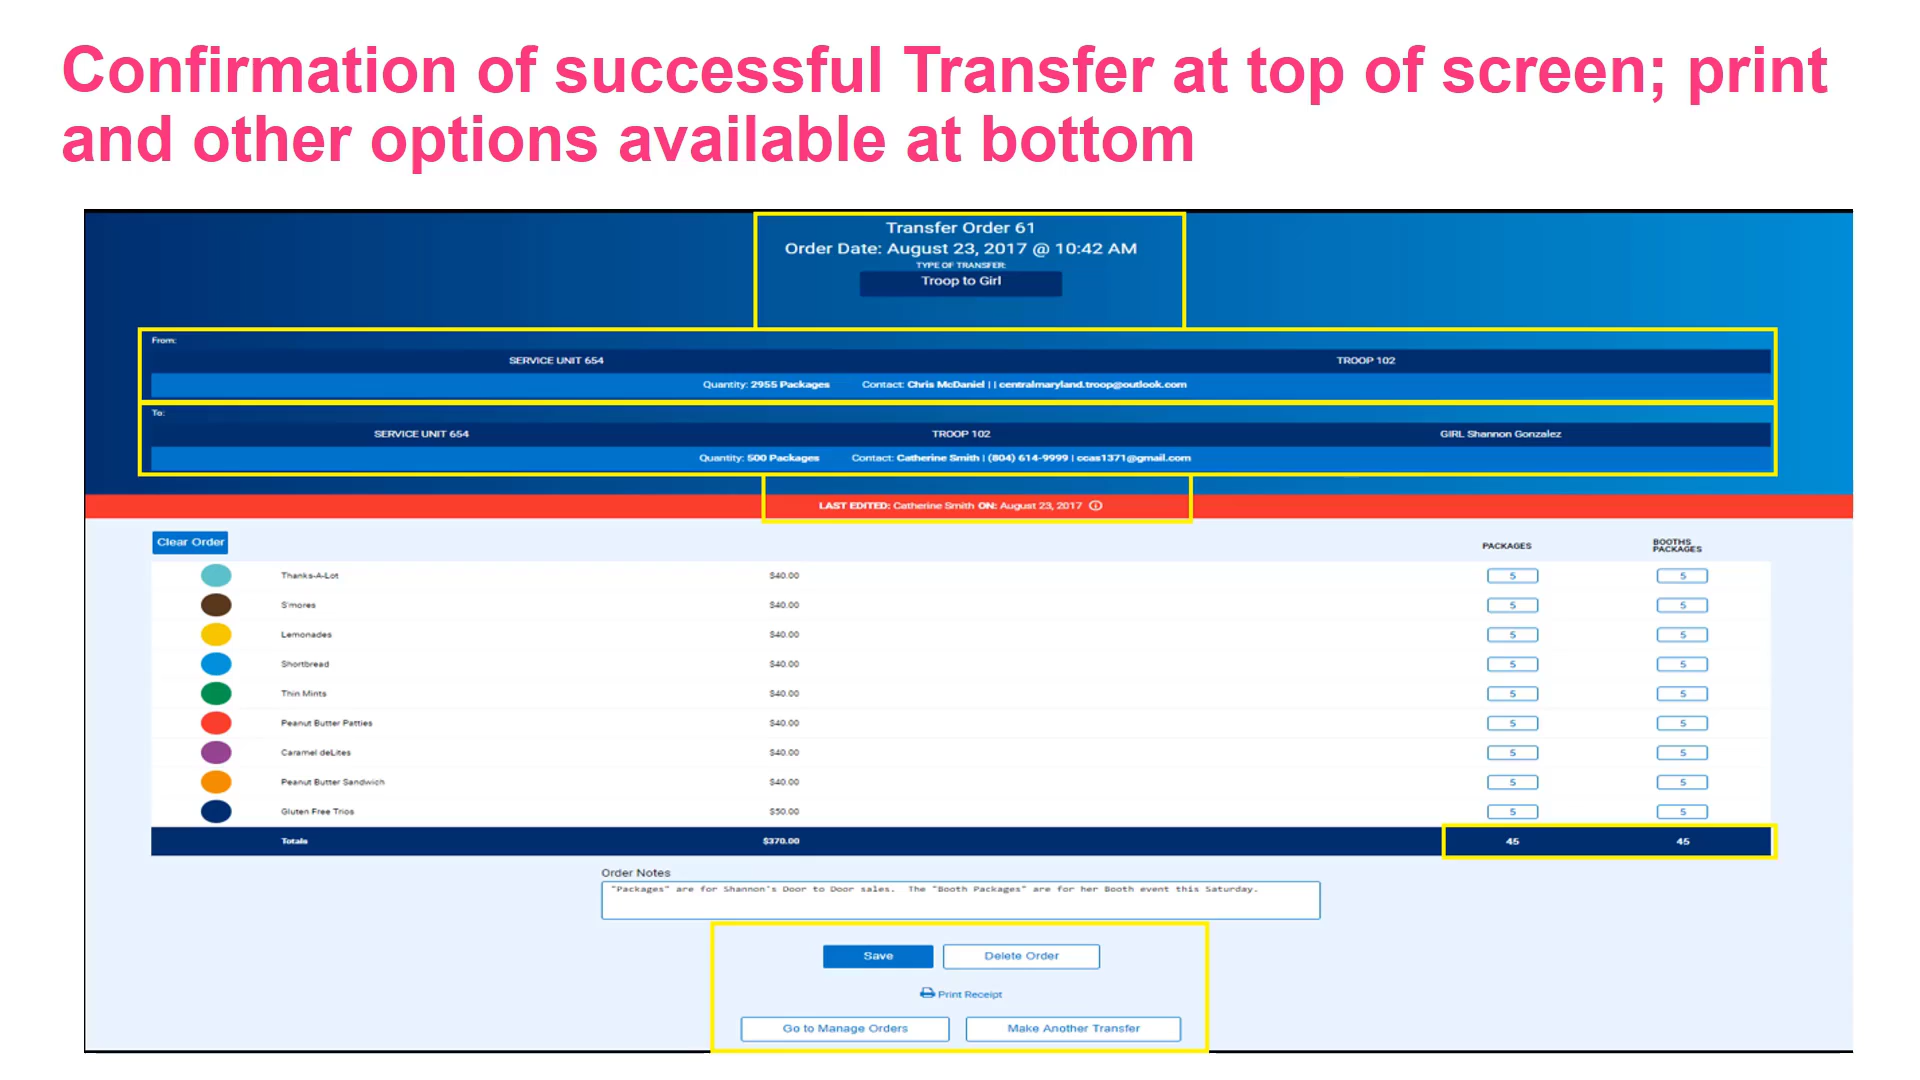 Confirmation of successful Transfer at top of screen; print
and other options available at bottom
Transfer Order 61
Order Date: August 23, 2017 @ 10:42 AM
TYPE OF TRANSFER:
Troop to Girl
From:
SERVICE UNIT 654 TROOP 102
Quantity: 2955 Packages Contact: Chris McDaniel | | centralmaryland.troop@outlook.com
To:
SERVICE UNIT 654 TROOP 102 GIRL Shannon Gonzalez
Quantity: 500 Packages Contact: Catherine Smith | (804) 614-9999 | ccas1371@gmail.com
LAST EDITED: Catherine Smith ON: August 23, 2017
Clear Order
PACKAGES BOOTHS PACKAGES
Thanks-A-Lot $40.00 5 5
S'mores $40.00 5 5
Lemonades $40.00 5 5
Shortbread $40.00 5 5
Thin Mints $40.00 5 5
Peanut Butter Patties $40.00 5 5
Caramel deLites $40.00 5 5
Peanut Butter Sandwich $40.00 5 5
Gluten Free Trios $50.00 5 5
Totals $370.00 45 45
Order Notes
"Packages" are for Shannon's Door to Door sales. The "Booth Packages" are for her Booth event this Saturday.
Save Delete Order
Print Receipt
Go to Manage Orders Make Another Transfer